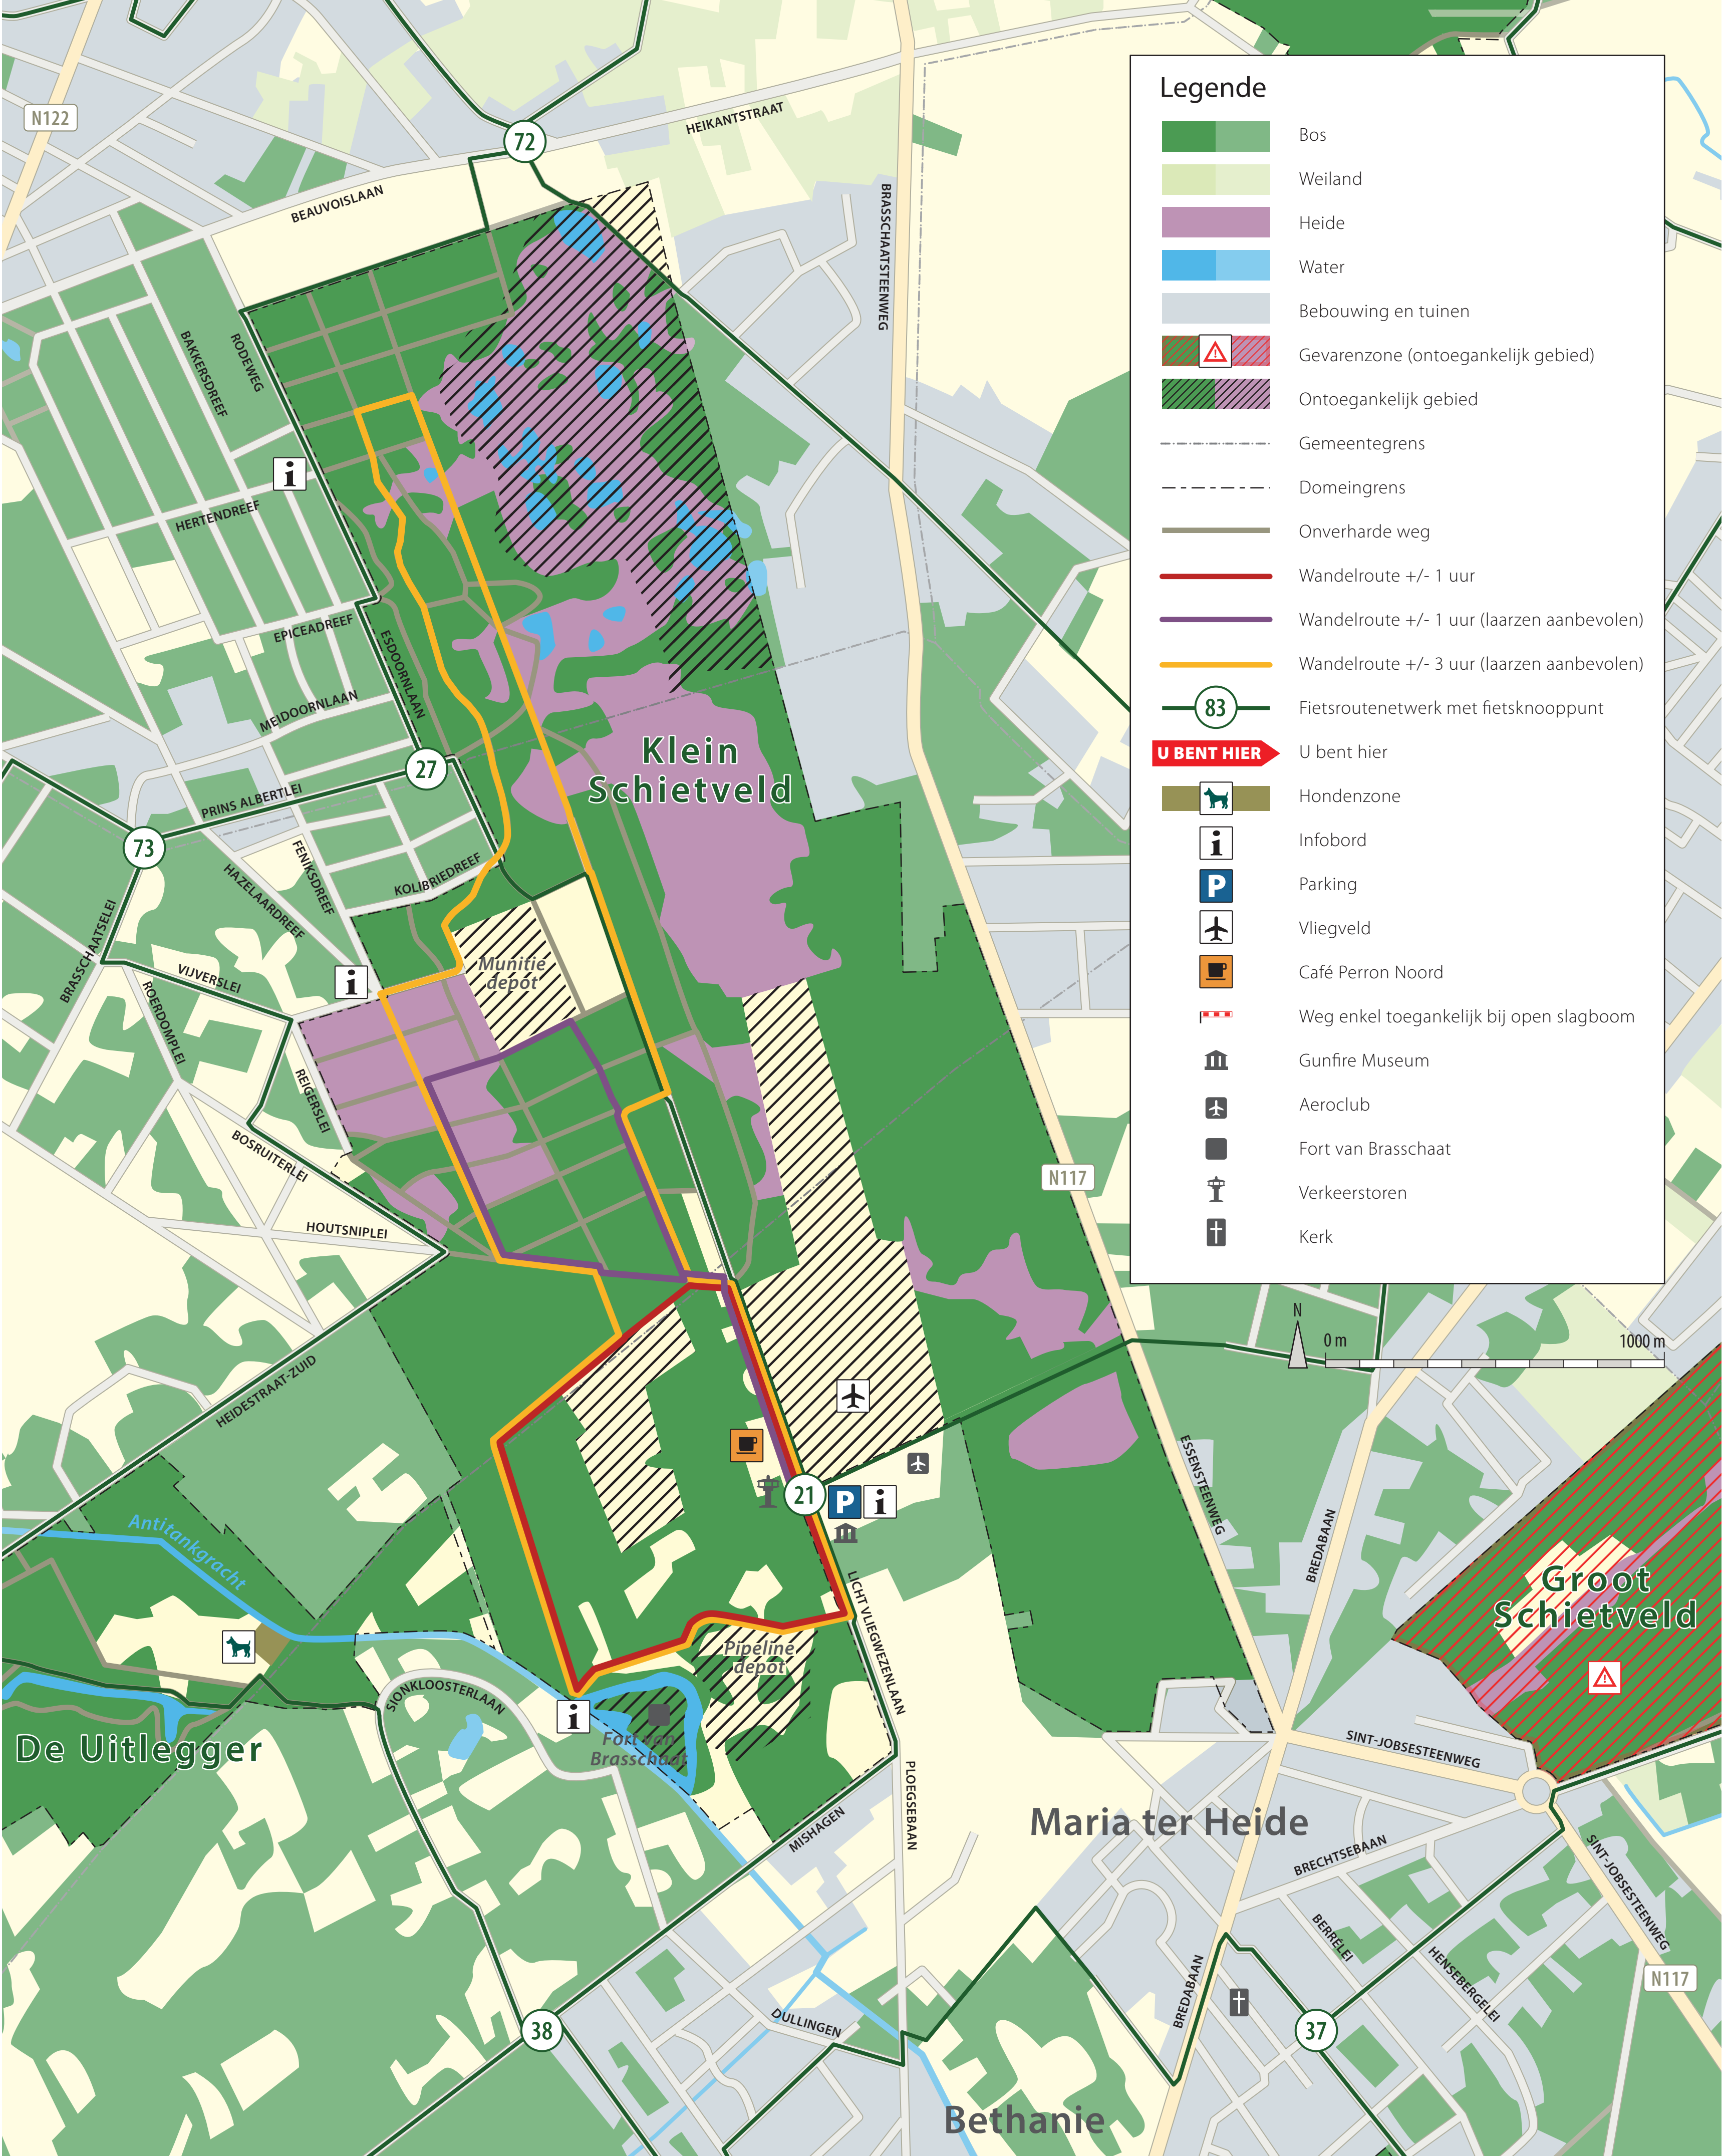 N122
72
HEIKANTSTRAAT
BEAUVOISLAAN
BRASSCHAATSTEENWEG
RODEWEG
BAKKERSDREEF
HERTENDREEF
EPICEADREEF
ESDOORNLAAN
MEIDOORNLAAN
27
PRINS ALBERTLEI
73
Klein
Schietveld
FENIKSDREEF
HAZELAARDREEF
KOLIBRIEDREEF
BRASSCHAATSELEI
VIJVERSLEI
ROERDOMPLEI
Munitie
depot
REIGERSLEI
BOSRUITERLEI
HOUTSNIPLEI
HEIDESTRAAT-ZUID
N117
Legende
Bos
Weiland
Heide
Water
Bebouwing en tuinen
Gevarenzone (ontoegankelijk gebied)
Ontoegankelijk gebied
Gemeentegrens
Domeingrens
Onverharde weg
Wandelroute +/- 1 uur
Wandelroute +/- 1 uur (laarzen aanbevolen)
Wandelroute +/- 3 uur (laarzen aanbevolen)
83 Fietsroutenetwerk met fietsknooppunt
U BENT HIER U bent hier
Hondenzone
i Infobord
P Parking
Vliegveld
Café Perron Noord
Weg enkel toegankelijk bij open slagboom
Gunfire Museum
Aeroclub
Fort van Brasschaat
Verkeerstoren
Kerk
N
0 m
1000 m
i
i
21
P
i
ESSENSTEENWEG
BREDABAAN
Antitankgracht
LICHT VLIEGWEZENLAAN
Groot
Schietveld
Pipeline
depot
SIONKLOOSTERLAAN
i
Fort van
Brasschaat
De Uitlegger
MISHAGEN
PLOEGSEBAAN
SINT-JOBSESTEENWEG
Maria ter Heide
BRECHTSEBAAN
SINT-JOBSESTEENWEG
BERRÉLEI
HENSEBERGELEI
N117
BREDABAAN
38
DULLINGEN
37
Bethanie